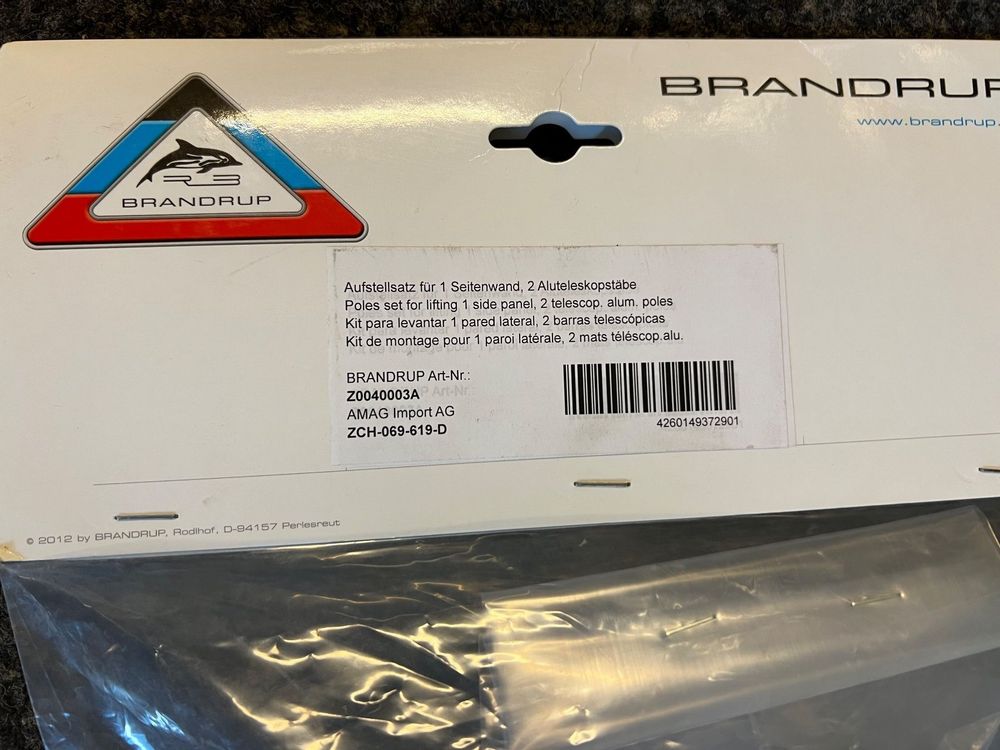 BRANDRUP
www.brandrup.
RB
BRANDRUP
Aufstellsatz für 1 Seitenwand, 2 Aluteleskopstäbe
Poles set for lifting 1 side panel, 2 telescop. alum. poles
Kit para levantar 1 pared lateral, 2 barras telescópicas
Kit de montage pour 1 paroi latérale, 2 mats téléscop.alu.
BRANDRUP Art-Nr.:
Z0040003A
AMAG Import AG
ZCH-069-619-D
4260149372901
© 2012 by BRANDRUP, Rodlhof, D-94157 Perlesreut